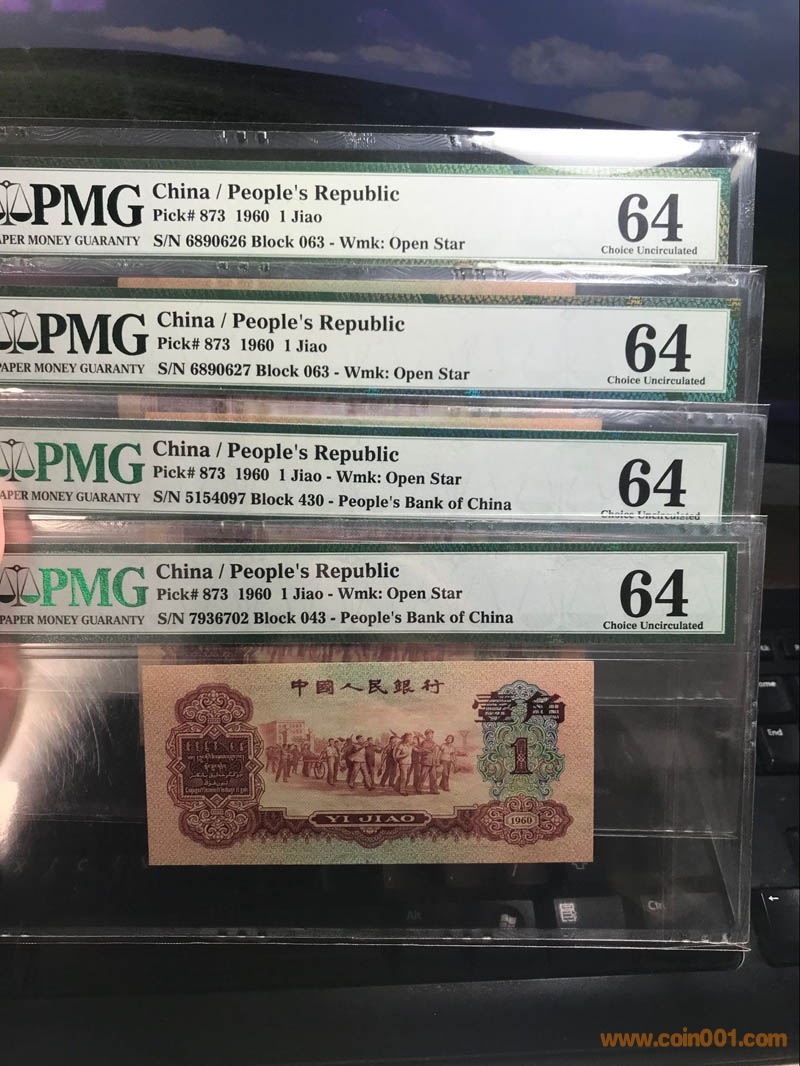 PMG
China / People's Republic
Pick# 873 1960 1 Jiao
S/N 6890626 Block 063 - Wmk: Open Star
PAPER MONEY GUARANTY
64
Choice Uncirculated
PMG
China / People's Republic
Pick# 873 1960 1 Jiao
S/N 6890627 Block 063 - Wmk: Open Star
PAPER MONEY GUARANTY
64
Choice Uncirculated
PMG
China / People's Republic
Pick# 873 1960 1 Jiao - Wmk: Open Star
S/N 5154097 Block 430 - People's Bank of China
PAPER MONEY GUARANTY
64
Choice Uncirculated
PMG
China / People's Republic
Pick# 873 1960 1 Jiao - Wmk: Open Star
S/N 7936702 Block 043 - People's Bank of China
PAPER MONEY GUARANTY
64
Choice Uncirculated
中國人民銀行
壹角
1
YI JIAO
1960
End
Alt
www.coin001.com